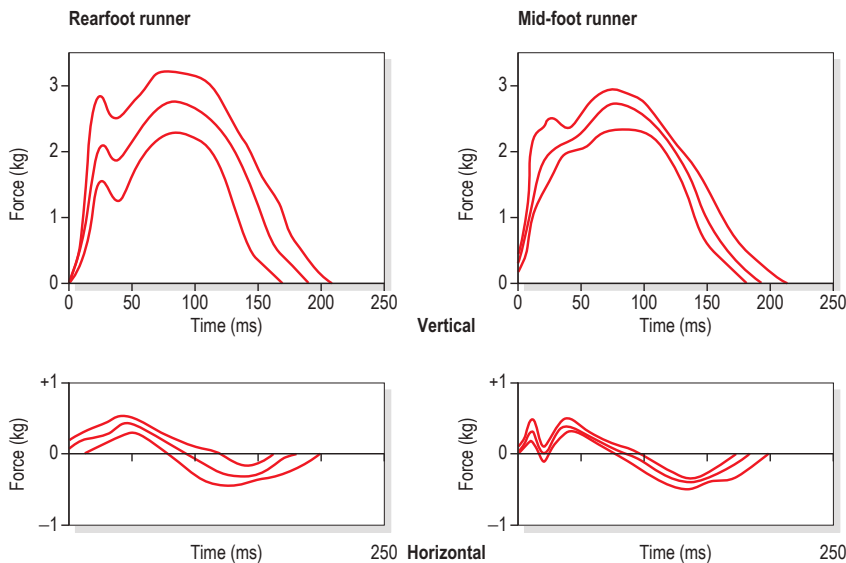 Rearfoot runner
Mid-foot runner
3
2
1
0
Force (kg)
0
50
100
150
200
250
Time (ms)
3
2
1
0
Force (kg)
0
50
100
150
200
250
Time (ms)
Vertical
+1
0
–1
Force (kg)
Time (ms)
250
+1
0
–1
Force (kg)
Time (ms)
250
Horizontal